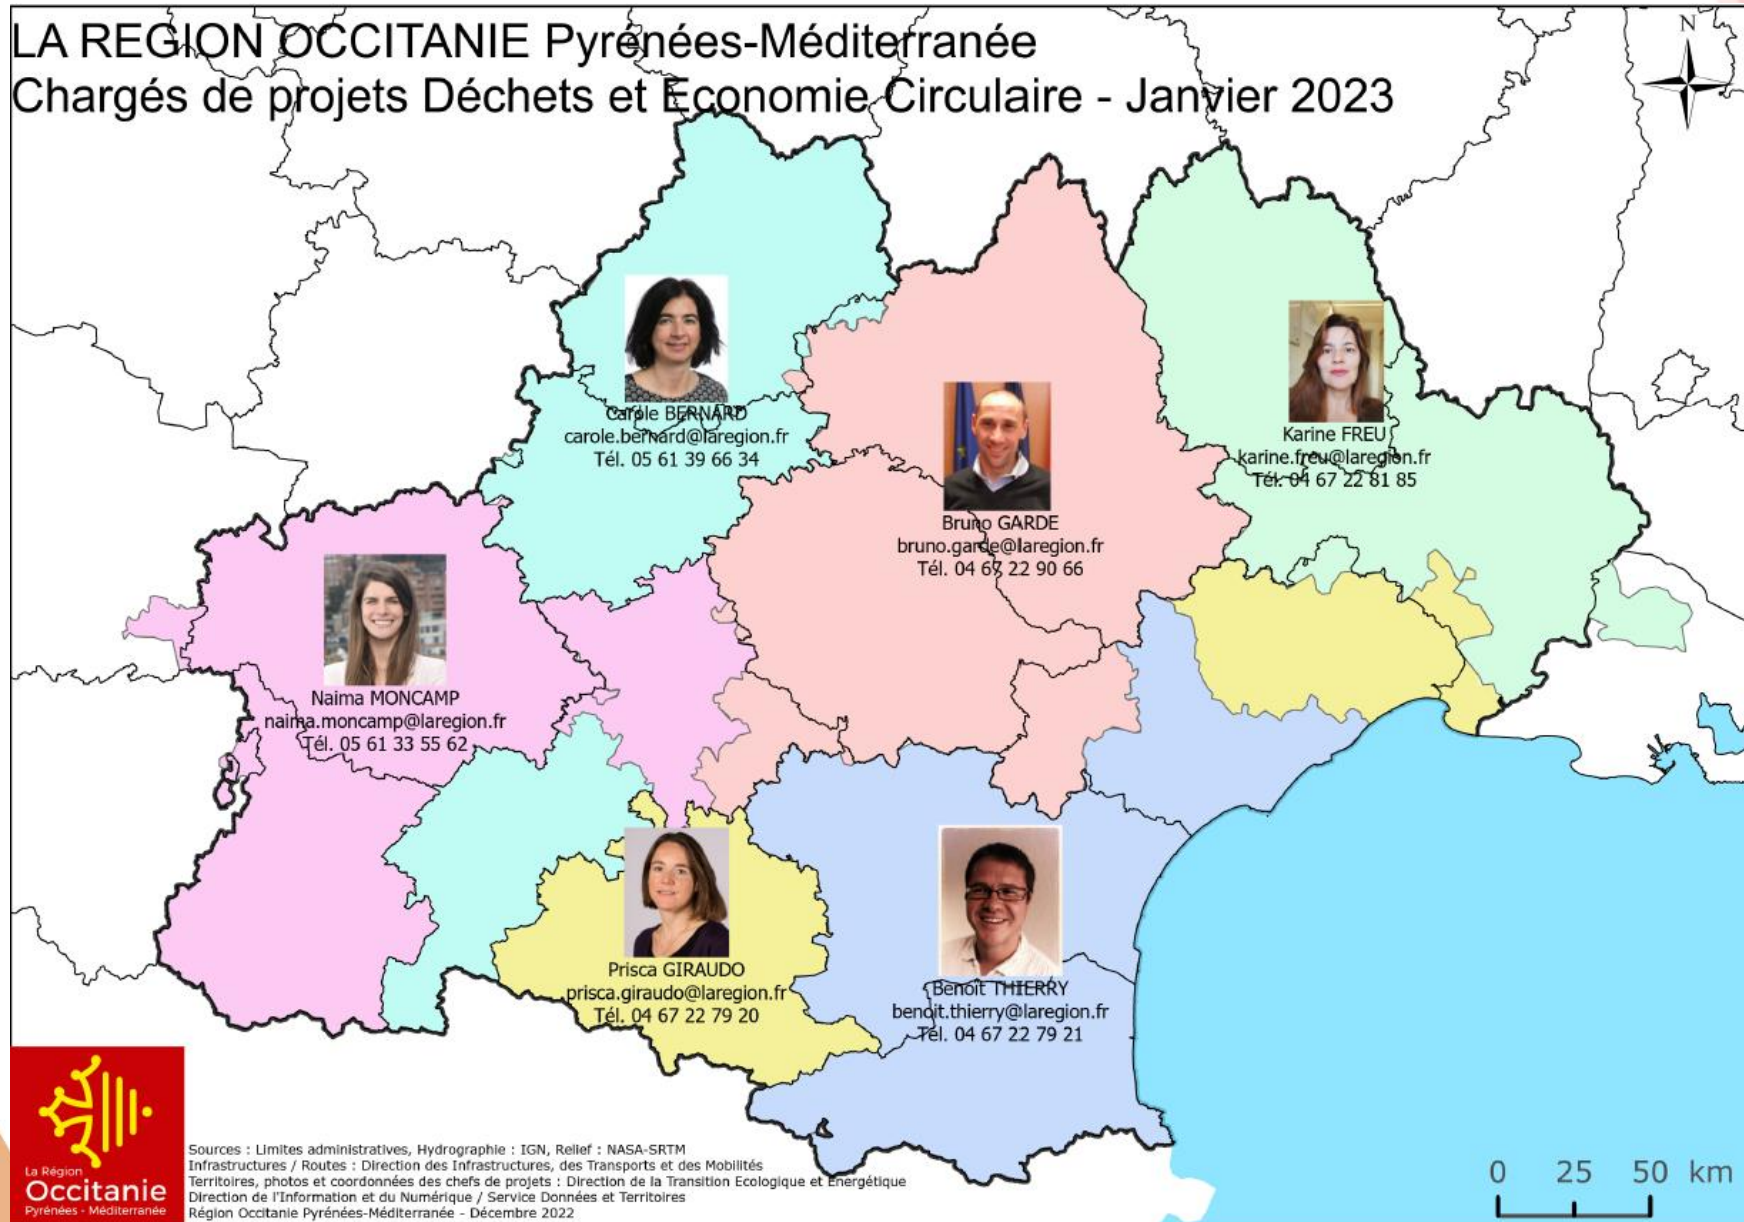 LA REGION OCCITANIE Pyrénées-Méditerranée
Chargés de projets Déchets et Economie Circulaire - Janvier 2023
N
Carole BERNARD
carole.bernard@laregion.fr
Tél. 05 61 39 66 34
Karine FREU
karine.freu@laregion.fr
Tél. 04 67 22 81 85
Bruno GARDE
bruno.garde@laregion.fr
Tél. 04 67 22 90 66
Naima MONCAMP
naima.moncamp@laregion.fr
Tél. 05 61 33 55 62
Prisca GIRAUDO
prisca.giraudo@laregion.fr
Tél. 04 67 22 79 20
Benoît THIERRY
benoit.thierry@laregion.fr
Tél. 04 67 22 79 21
La Région
Occitanie
Pyrénées - Méditerranée
Sources : Limites administratives, Hydrographie : IGN, Relief : NASA-SRTM
Infrastructures / Routes : Direction des Infrastructures, des Transports et des Mobilités
Territoires, photos et coordonnées des chefs de projets : Direction de la Transition Ecologique et Energétique
Direction de l'Information et du Numérique / Service Données et Territoires
Région Occitanie Pyrénées-Méditerranée - Décembre 2022
0 25 50 km